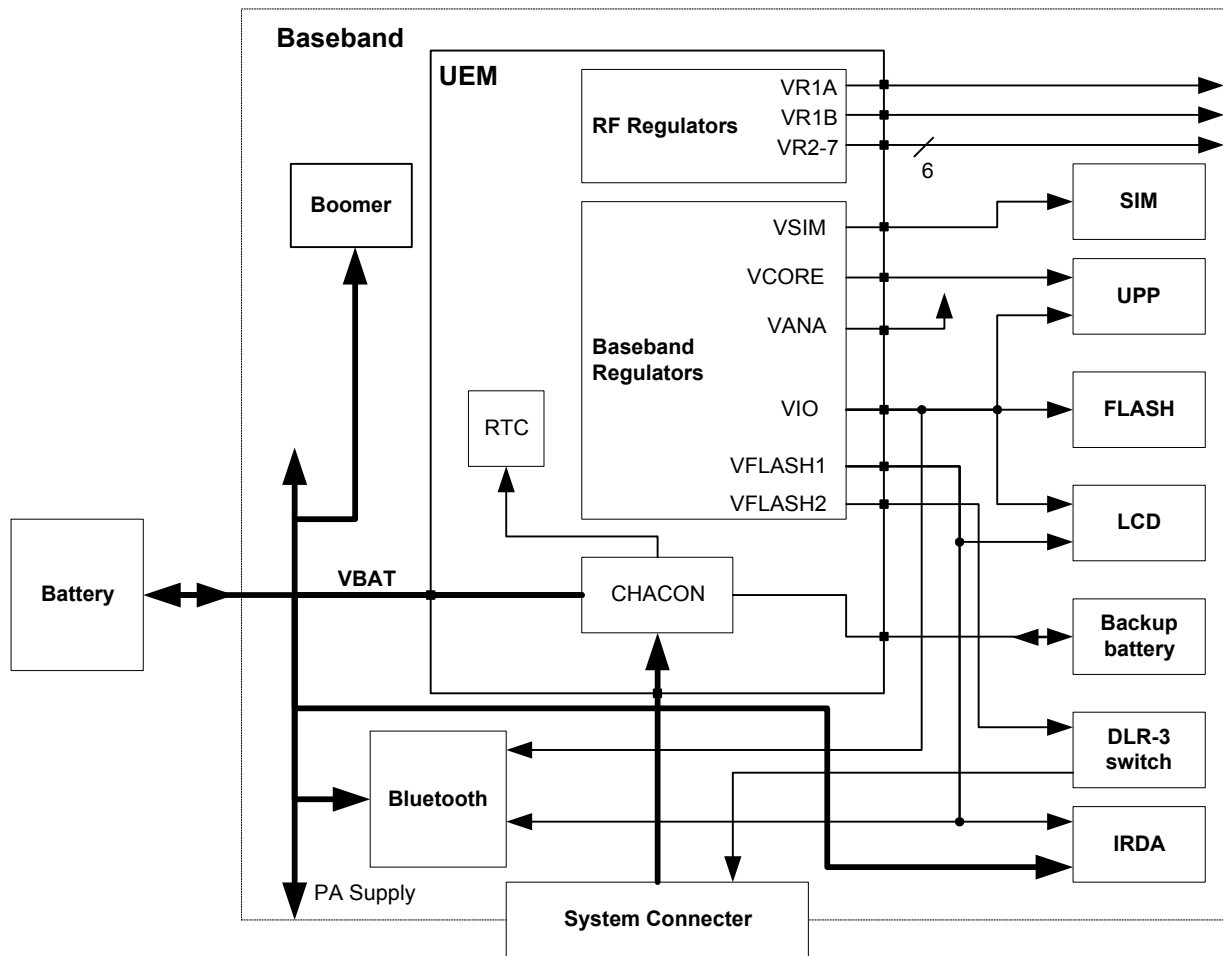 Baseband
UEM
RF Regulators
VR1A
VR1B
VR2-7
6
Boomer
SIM
VSIM
VCORE
UPP
VANA
Baseband
Regulators
VIO
FLASH
RTC
VFLASH1
VFLASH2
LCD
Battery
VBAT
CHACON
Backup
battery
DLR-3
switch
Bluetooth
IRDA
PA Supply
System Connecter